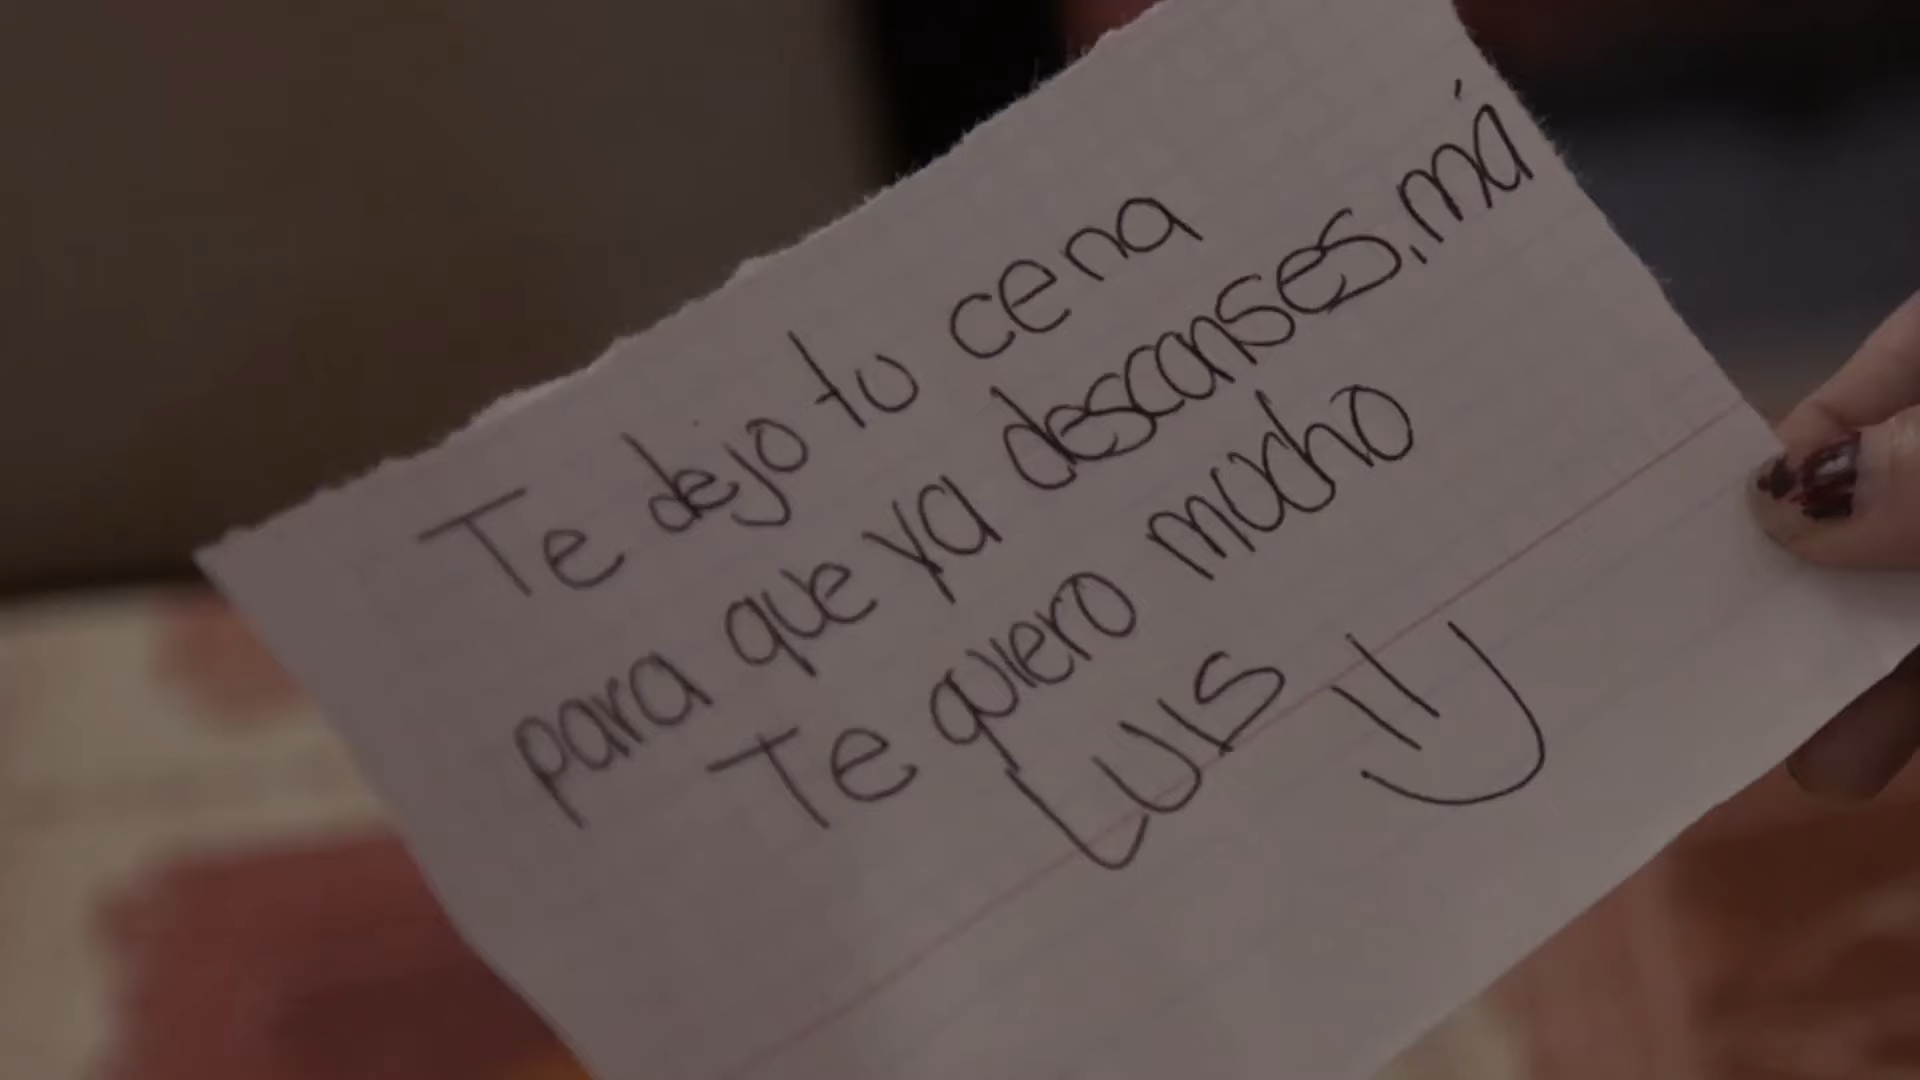 Te dejo tu cena
para que ya descanses, má
Te quiero mucho
LUIS =)